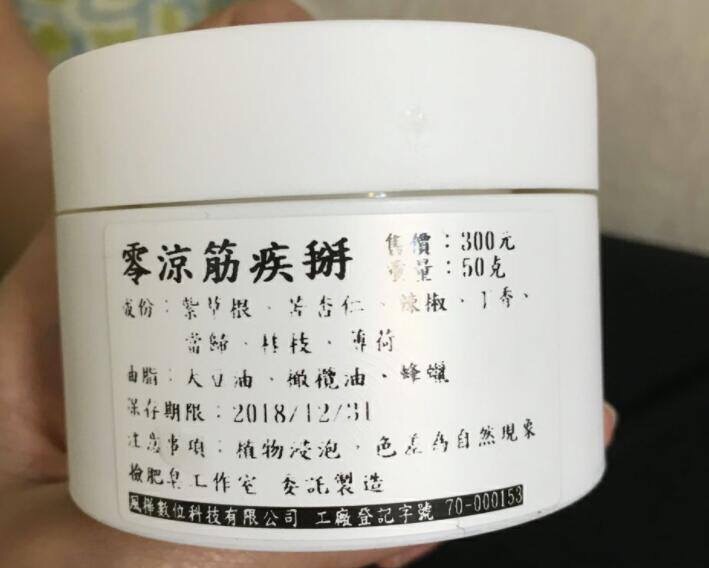 零涼筋疾掰
售價：300元
重量：50克
成份：紫草根、苦杏仁、辣椒、丁香、
當歸、桂枝、薄荷
油脂：大豆油、橄欖油、蜂蠟
保存期限：2018/12/31
注意事項：植物浸泡，色差為自然現象
檢肥皂工作室 委託製造
風樺數位科技有限公司 工廠登記字號 70-000153